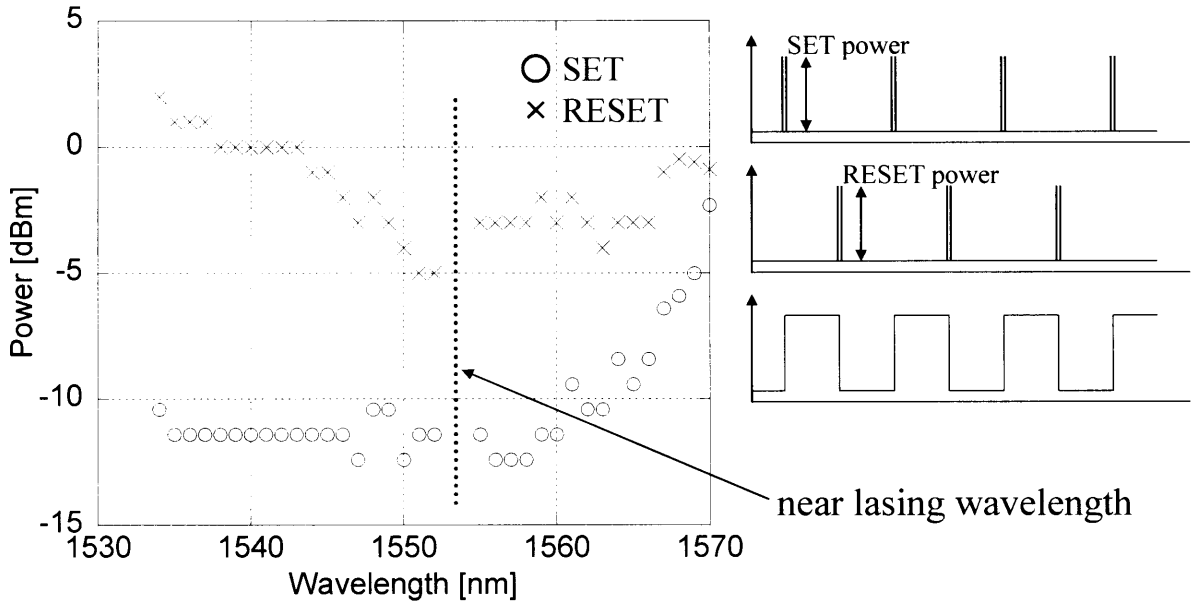 5
0
-5
-10
-15
Power [dBm]
1530
1540
1550
1560
1570
Wavelength [nm]
SET
RESET
near lasing wavelength
SET power
RESET power